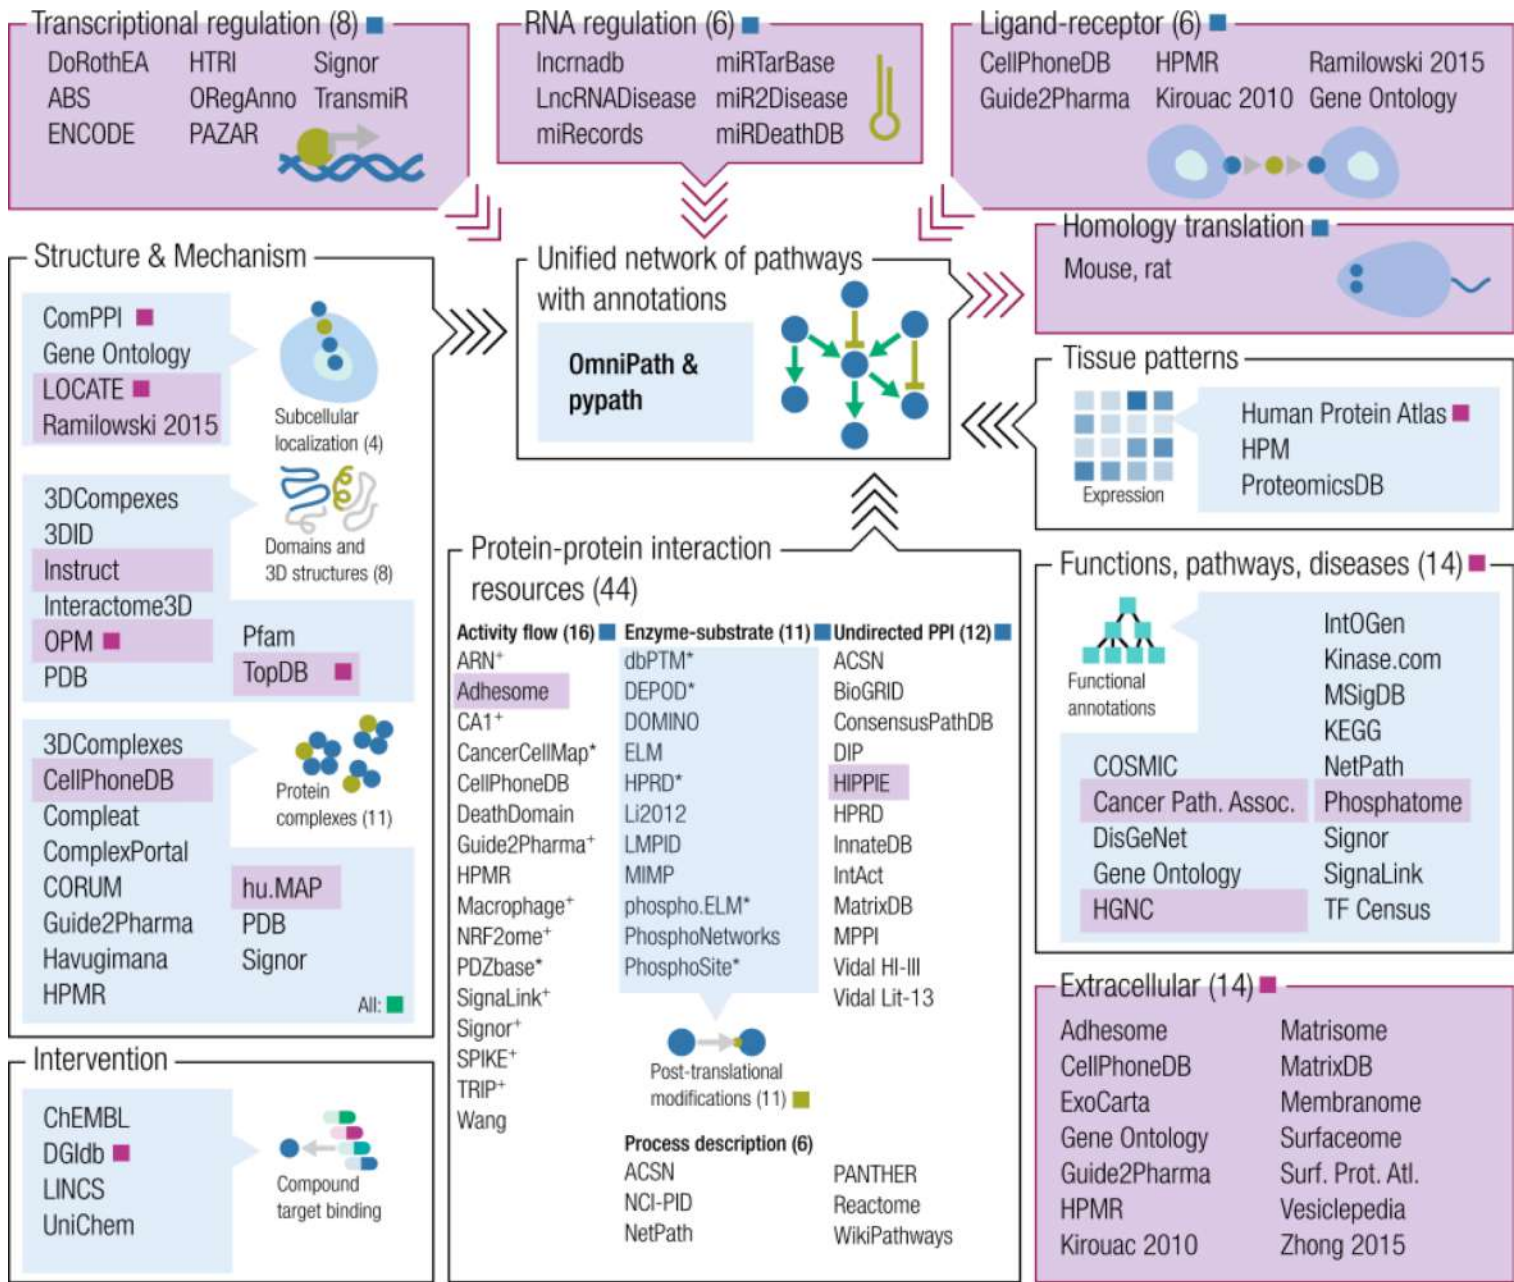 Transcriptional regulation (8)
DoRothEA HTRI Signor
ABS ORegAnno TransmiR
ENCODE PAZAR
RNA regulation (6)
lncrnadb miRTarBase
LncRNADisease miR2Disease
miRecords miRDeathDB
Ligand-receptor (6)
CellPhoneDB HPMR Ramilowski 2015
Guide2Pharma Kirouac 2010 Gene Ontology
Structure & Mechanism
ComPPI
Gene Ontology
LOCATE
Ramilowski 2015
Subcellular
localization (4)
3DCompexes
3DID
Instruct
Interactome3D
OPM
PDB
Pfam
TopDB
Domains and
3D structures (8)
3DComplexes
CellPhoneDB
Compleat
ComplexPortal
CORUM
Guide2Pharma
Havugimana
HPMR
hu.MAP
PDB
Signor
Protein
complexes (11)
All:
Intervention
ChEMBL
DGIdb
LINCS
UniChem
Compound
target binding
Unified network of pathways
with annotations
OmniPath &
pypath
Protein-protein interaction
resources (44)
Activity flow (16)
ARN+
Adhesome
CA1+
CancerCellMap*
CellPhoneDB
DeathDomain
Guide2Pharma+
HPMR
Macrophage+
NRF2ome+
PDZbase*
SignaLink+
Signor+
SPIKE+
TRIP+
Wang
Enzyme-substrate (11)
dbPTM*
DEPOD*
DOMINO
ELM
HPRD*
Li2012
LMPID
MIMP
phospho.ELM*
PhosphoNetworks
PhosphoSite*
Post-translational
modifications (11)
Undirected PPI (12)
ACSN
BioGRID
ConsensusPathDB
DIP
HIPPIE
HPRD
InnateDB
IntAct
MatrixDB
MPPI
Vidal HI-III
Vidal Lit-13
Process description (6)
ACSN PANTHER
NCI-PID Reactome
NetPath WikiPathways
Homology translation
Mouse, rat
Tissue patterns
Expression
Human Protein Atlas
HPM
ProteomicsDB
Functions, pathways, diseases (14)
Functional
annotations
COSMIC
Cancer Path. Assoc.
DisGeNet
Gene Ontology
HGNC
IntOGen
Kinase.com
MSigDB
KEGG
NetPath
Phosphatome
Signor
SignaLink
TF Census
Extracellular (14)
Adhesome Matrisome
CellPhoneDB MatrixDB
ExoCarta Membranome
Gene Ontology Surfaceome
Guide2Pharma Surf. Prot. Atl.
HPMR Vesiclepedia
Kirouac 2010 Zhong 2015